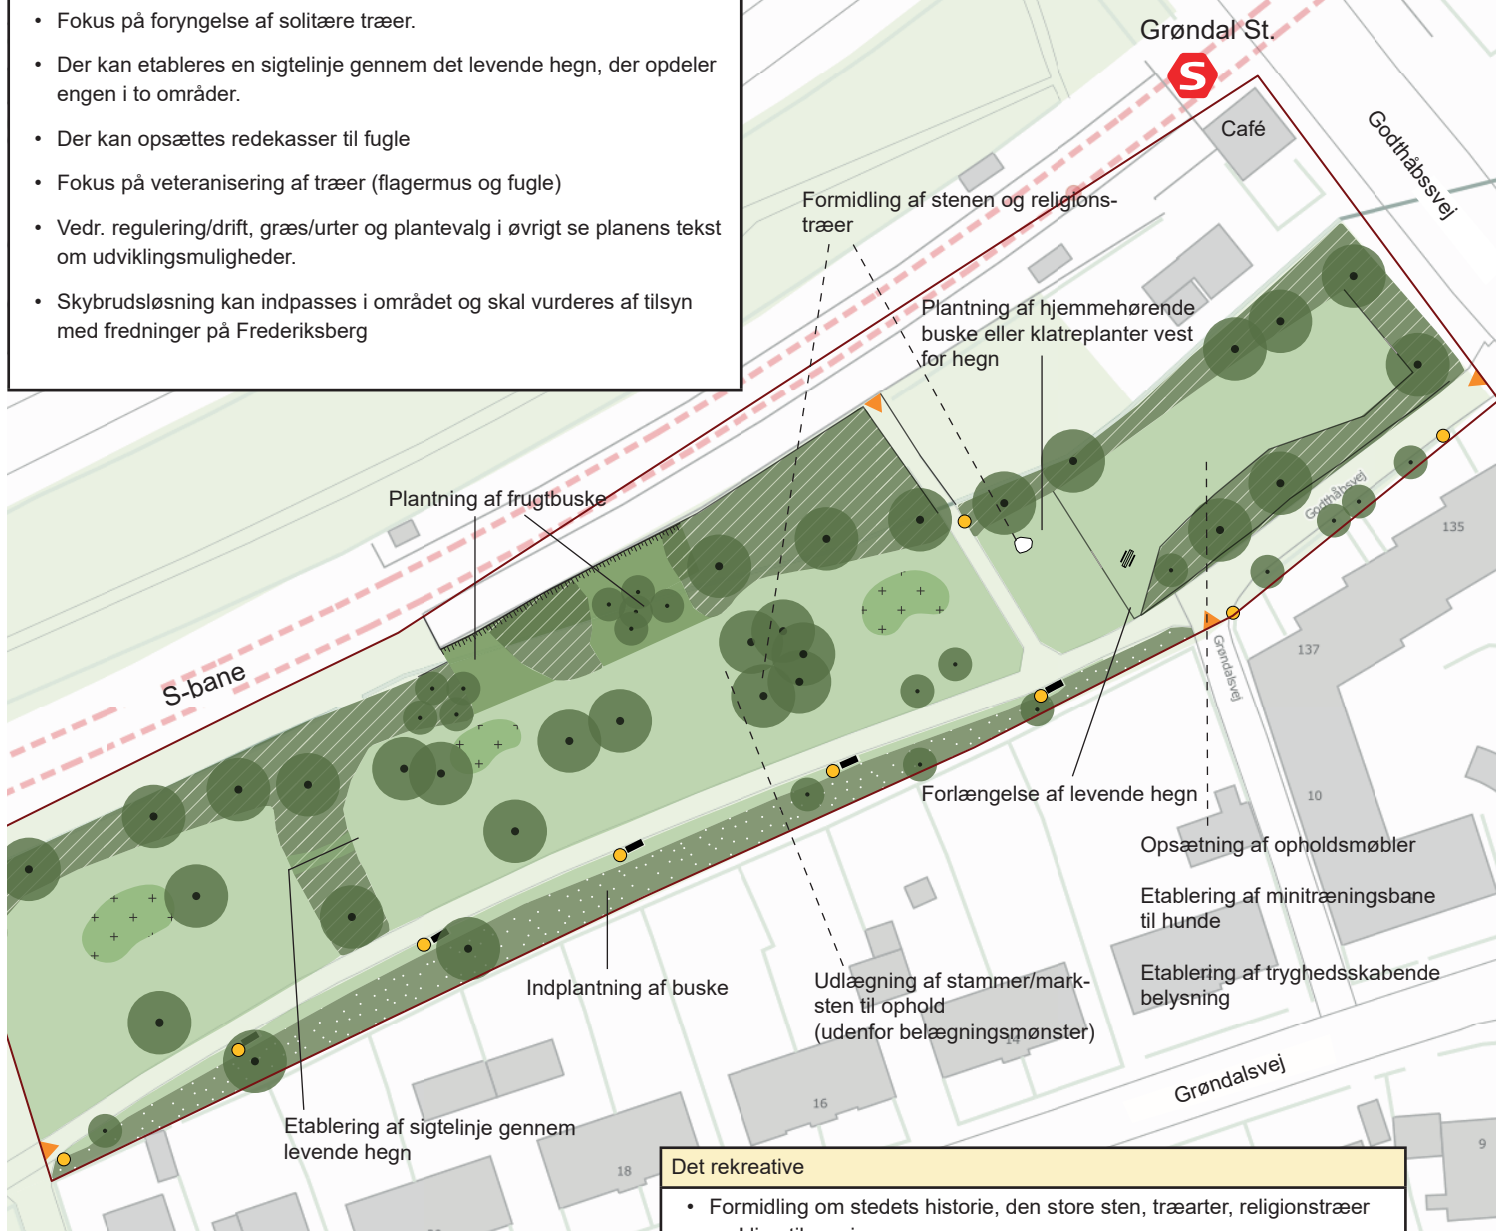 • Fokus på foryngelse af solitære træer.
• Der kan etableres en sigtelinje gennem det levende hegn, der opdeler
engen i to områder.
• Der kan opsættes redekasser til fugle
• Fokus på veteranisering af træer (flagermus og fugle)
• Vedr. regulering/drift, græs/urter og plantevalg i øvrigt se planens tekst
om udviklingsmuligheder.
• Skybrudsløsning kan indpasses i området og skal vurderes af tilsyn
med fredninger på Frederiksberg
Grøndal St.
S
Café
Godthåbssvej
Formidling af stenen og religions-
træer
Plantning af hjemmehørende
buske eller klatreplanter vest
for hegn
Plantning af frugtbuske
Godthåbsvej
135
S-bane
137
Grøndalsvej
Forlængelse af levende hegn
10
Opsætning af opholdsmøbler
Etablering af minitræningsbane
til hunde
Etablering af tryghedsskabende
belysning
Indplantning af buske
Udlægning af stammer/mark-
sten til ophold
(udenfor belægningsmønster)
14
Grøndalsvej
16
Etablering af sigtelinje gennem
levende hegn
18
9
Det rekreative
• Formidling om stedets historie, den store sten, træarter, religionstræer